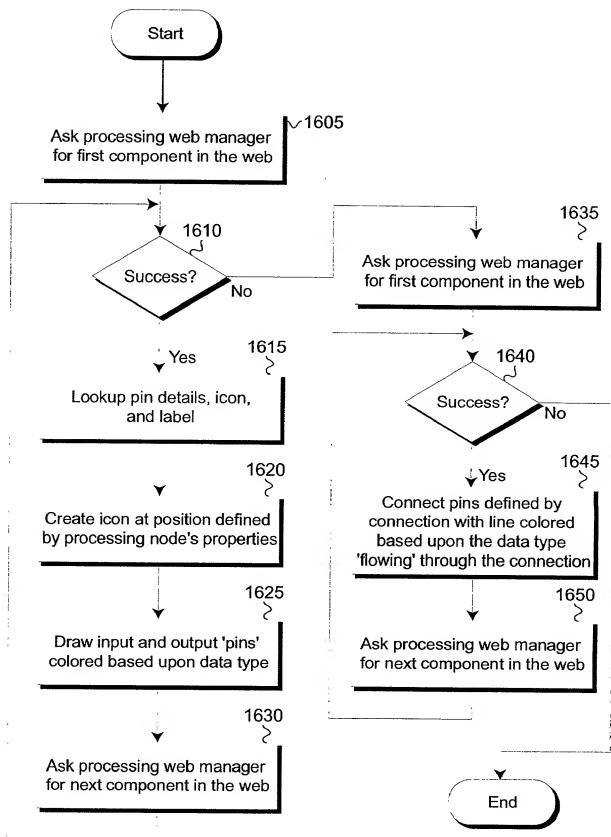 Start
1605
Ask processing web manager
for first component in the web
1610
Success?
No
Yes
1615
Lookup pin details, icon,
and label
1620
Create icon at position defined
by processing node's properties
1625
Draw input and output 'pins'
colored based upon data type
1630
Ask processing web manager
for next component in the web
1635
Ask processing web manager
for first component in the web
1640
Success?
No
Yes
1645
Connect pins defined by
connection with line colored
based upon the data type
'flowing' through the connection
1650
Ask processing web manager
for next component in the web
End